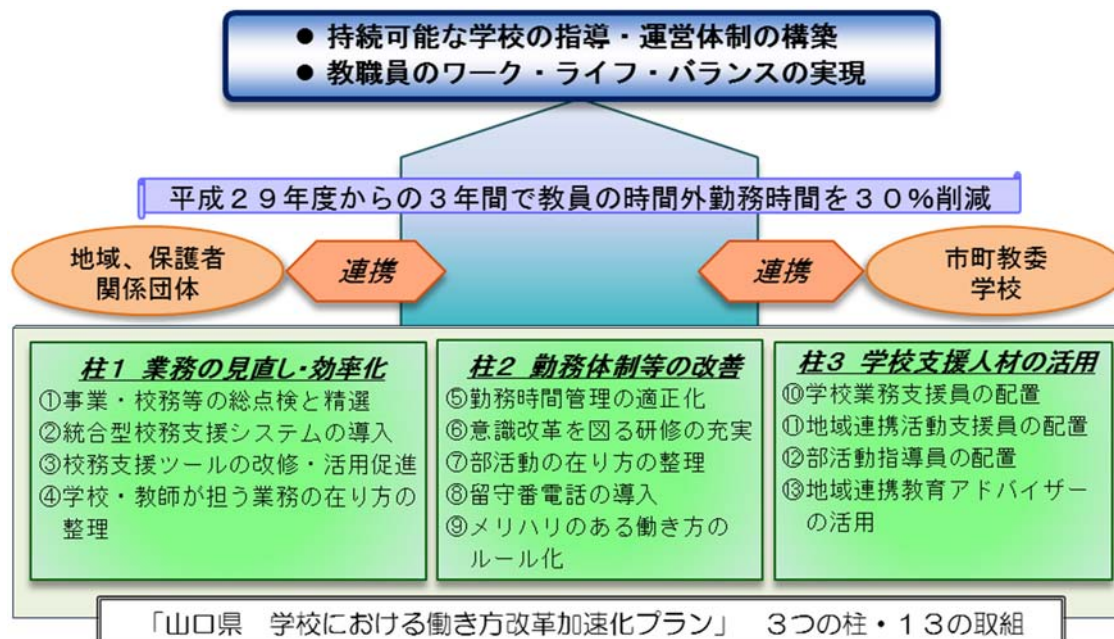 ● 持続可能な学校の指導・運営体制の構築
● 教職員のワーク・ライフ・バランスの実現
平成２９年度からの３年間で教員の時間外勤務時間を３０％削減
地域、保護者
関係団体
連携
連携
市町教委
学校
柱1 業務の見直し・効率化
①事業・校務等の総点検と精選
②統合型校務支援システムの導入
③校務支援ツールの改修・活用促進
④学校・教師が担う業務の在り方の
整理
柱2 勤務体制等の改善
⑤勤務時間管理の適正化
⑥意識改革を図る研修の充実
⑦部活動の在り方の整理
⑧留守番電話の導入
⑨メリハリのある働き方の
ルール化
柱3 学校支援人材の活用
⑩学校業務支援員の配置
⑪地域連携活動支援員の配置
⑫部活動指導員の配置
⑬地域連携教育アドバイザー
の活用
「山口県　学校における働き方改革加速化プラン」　３つの柱・１３の取組